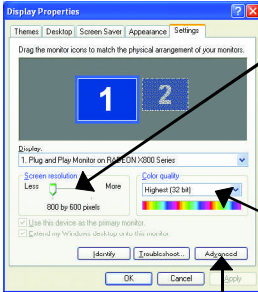 Display Properties
Themes Desktop Screen Saver Appearance Settings
Drag the monitor icons to match the physical arrangement of your monitors.
1 2
Display:
1. Plug and Play Monitor on RADEON X800 Series
Screen resolution
Less More
800 by 600 pixels
Color quality
Highest (32 bit)
Use this device as the primary monitor.
Extend my Windows desktop onto this monitor.
Identify Troubleshoot... Advanced
OK Cancel Apply